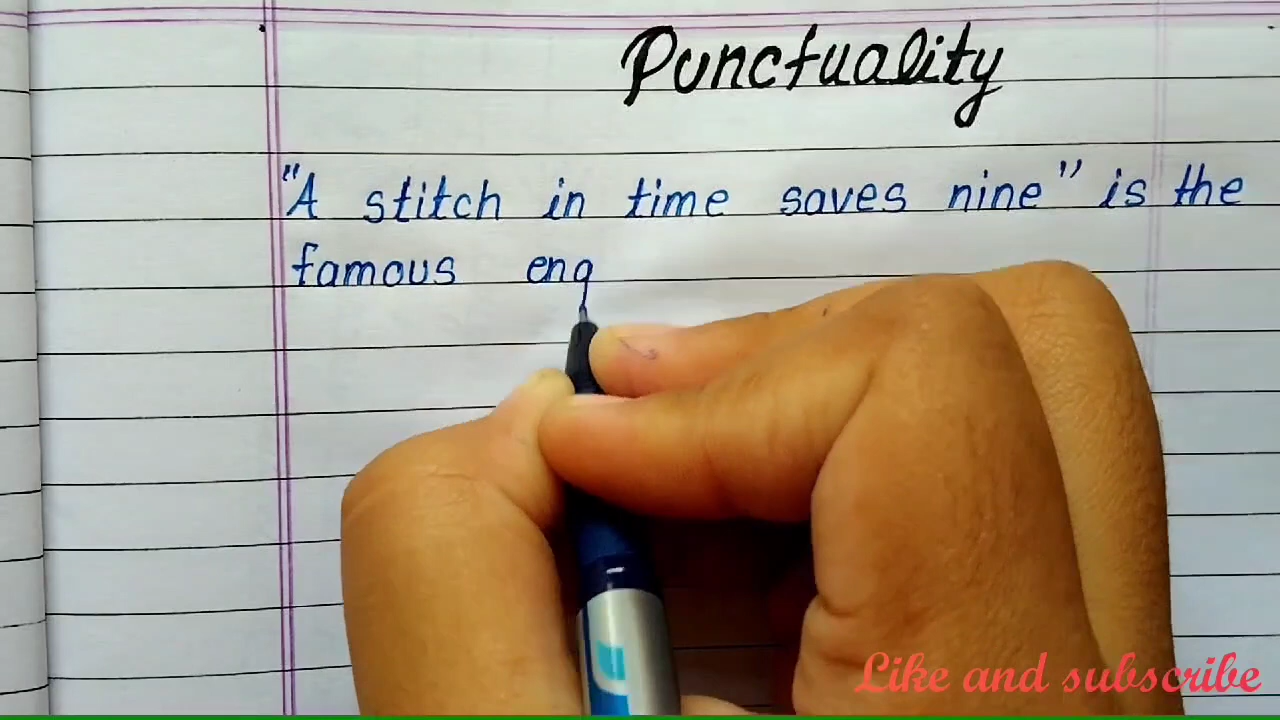 Punctuality
"A stitch in time saves nine" is the
famous eng
Like and subscribe